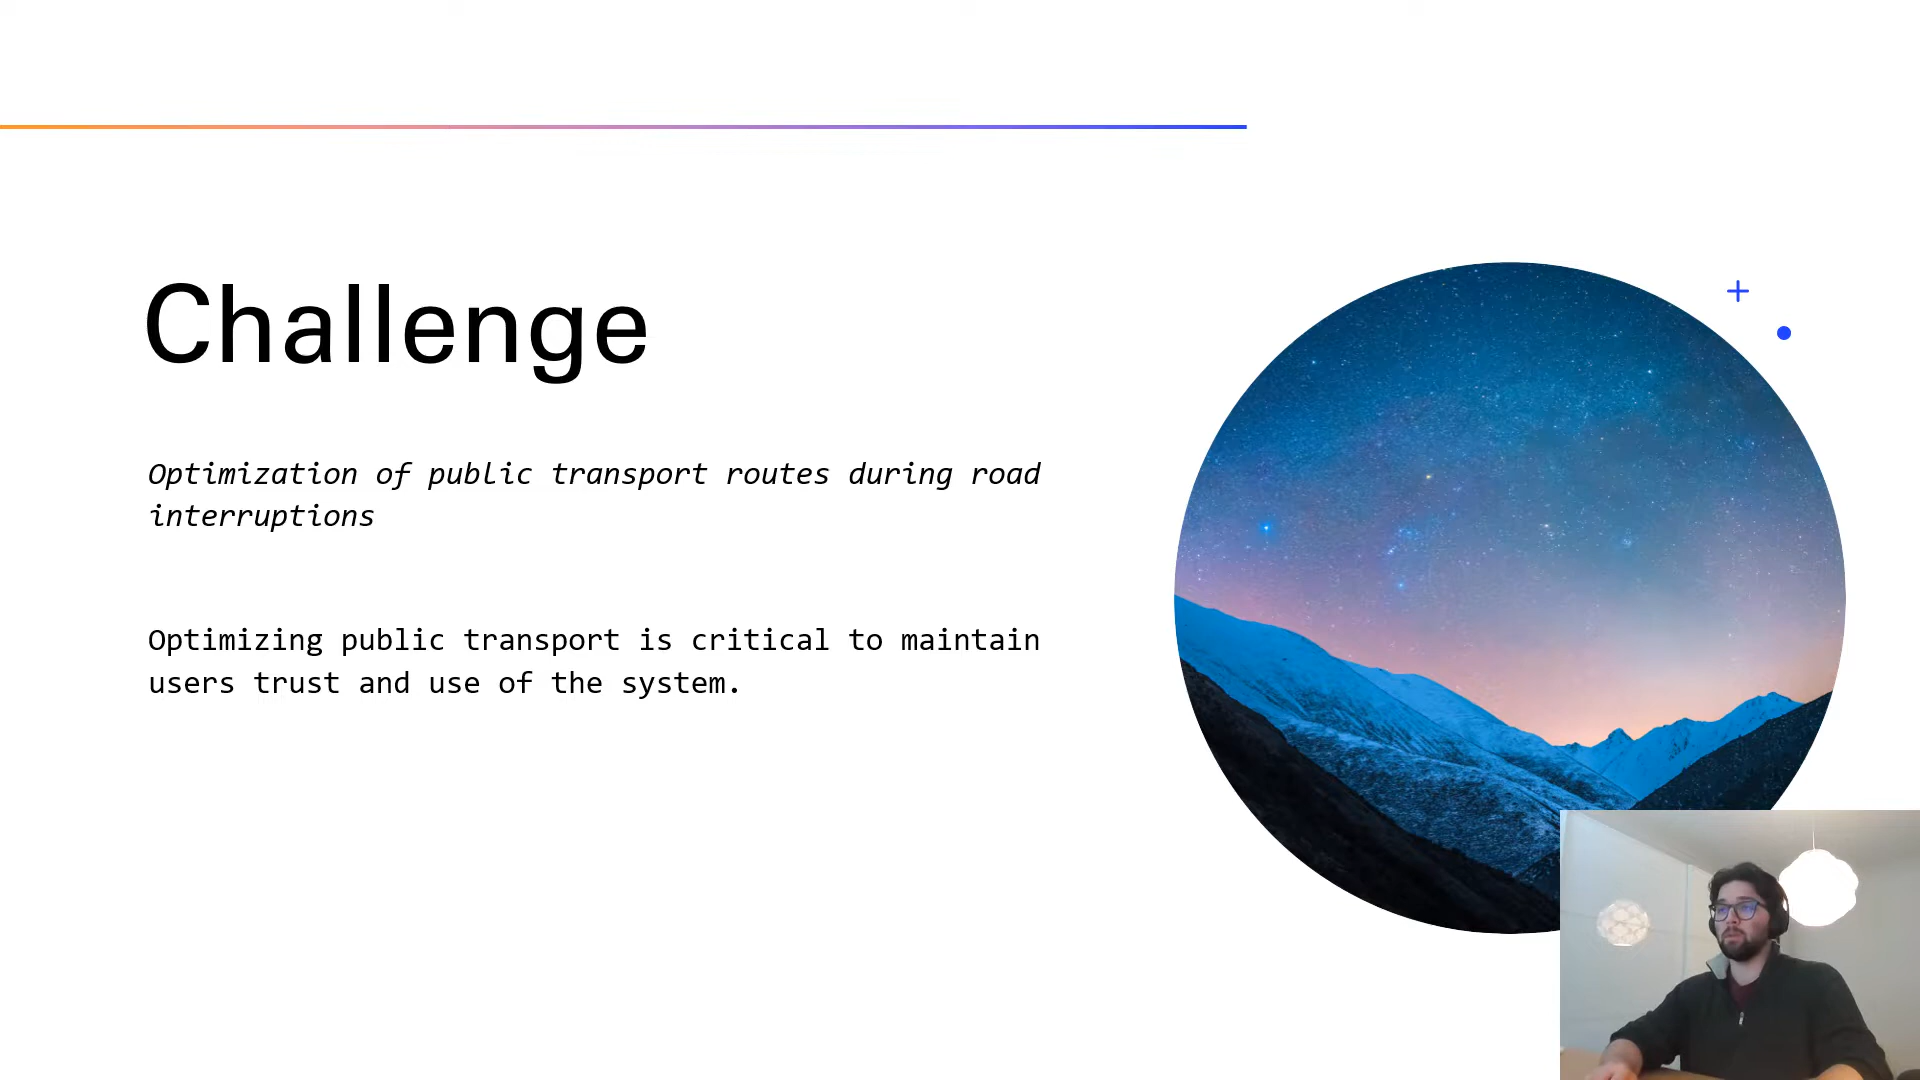 Challenge
Optimization of public transport routes during road
interruptions
Optimizing public transport is critical to maintain
users trust and use of the system.